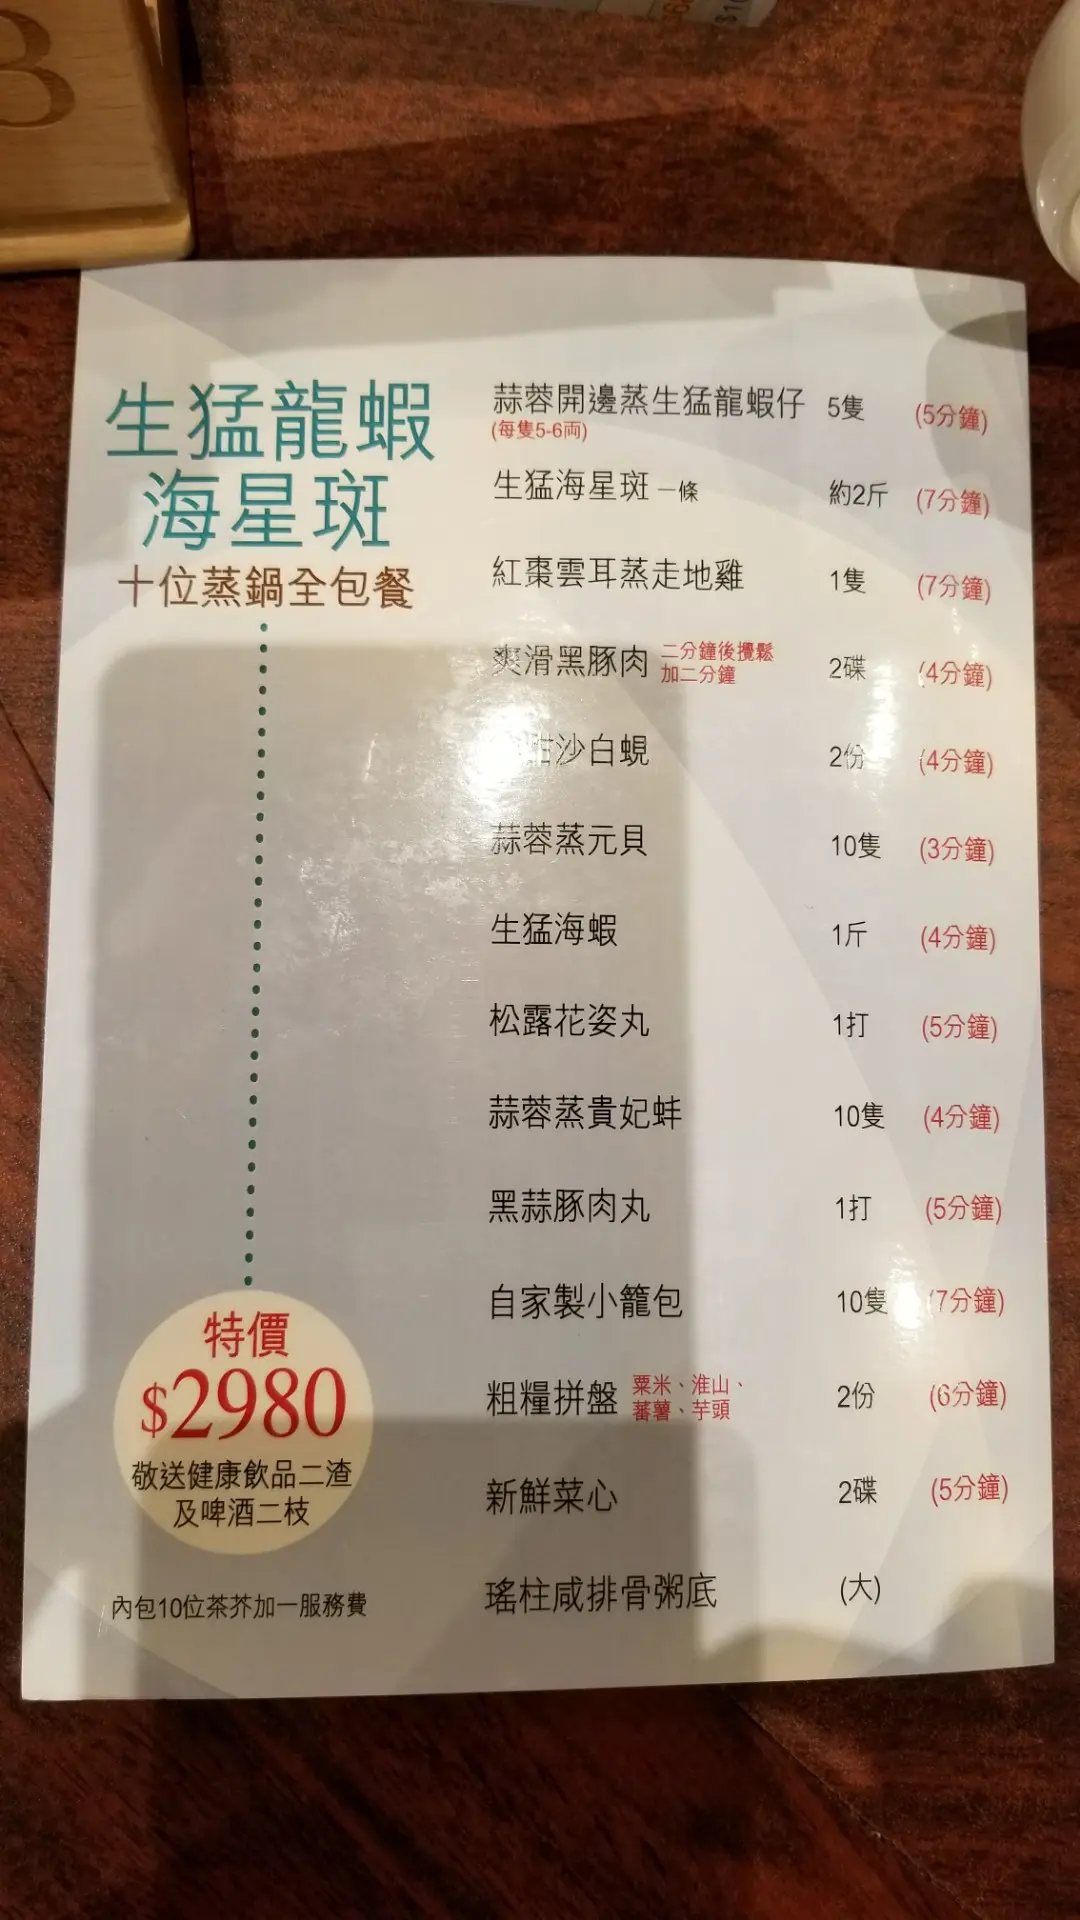 生猛龍蝦
海星斑
十位蒸鍋全包餐
特價
$2980
敬送健康飲品二渣
及啤酒二枝
內包10位茶芥加一服務費
蒜蓉開邊蒸生猛龍蝦仔 5隻 (5分鐘)
(每隻5-6両)
生猛海星斑 一條 約2斤 (7分鐘)
紅棗雲耳蒸走地雞 1隻 (7分鐘)
爽滑黑豚肉 二分鐘後攪鬆 2碟 (4分鐘)
加二分鐘
沙白蜆 2份 (4分鐘)
蒜蓉蒸元貝 10隻 (3分鐘)
生猛海蝦 1斤 (4分鐘)
松露花姿丸 1打 (5分鐘)
蒜蓉蒸貴妃蚌 10隻 (4分鐘)
黑蒜豚肉丸 1打 (5分鐘)
自家製小籠包 10隻 (7分鐘)
粗糧拼盤 粟米、淮山、 2份 (6分鐘)
蕃薯、芋頭
新鮮菜心 2碟 (5分鐘)
瑤柱咸排骨粥底 (大)